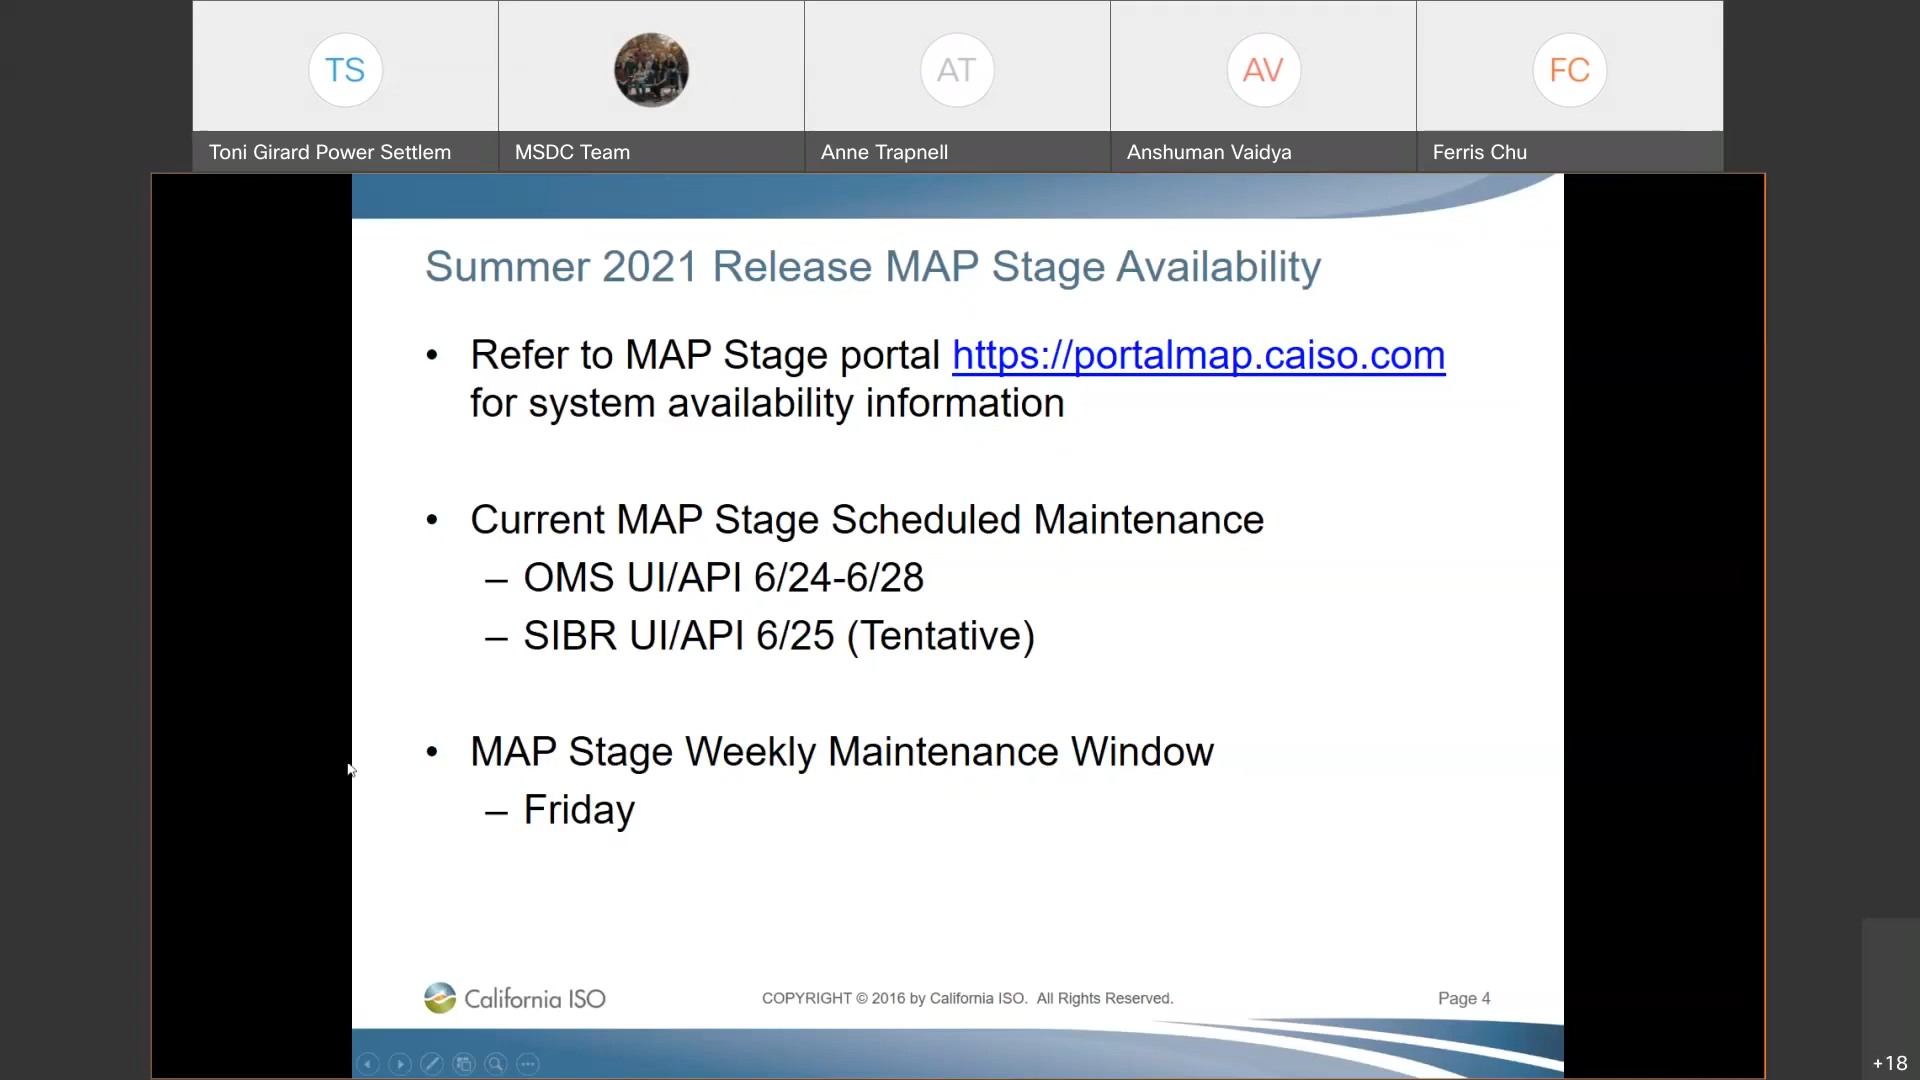 TS
AT
AV
FC
Toni Girard Power Settlem
MSDC Team
Anne Trapnell
Anshuman Vaidya
Ferris Chu
Summer 2021 Release MAP Stage Availability
• Refer to MAP Stage portal https://portalmap.caiso.com
for system availability information
• Current MAP Stage Scheduled Maintenance
– OMS UI/API 6/24-6/28
– SIBR UI/API 6/25 (Tentative)
• MAP Stage Weekly Maintenance Window
– Friday
California ISO
COPYRIGHT © 2016 by California ISO. All Rights Reserved.
Page 4
+18